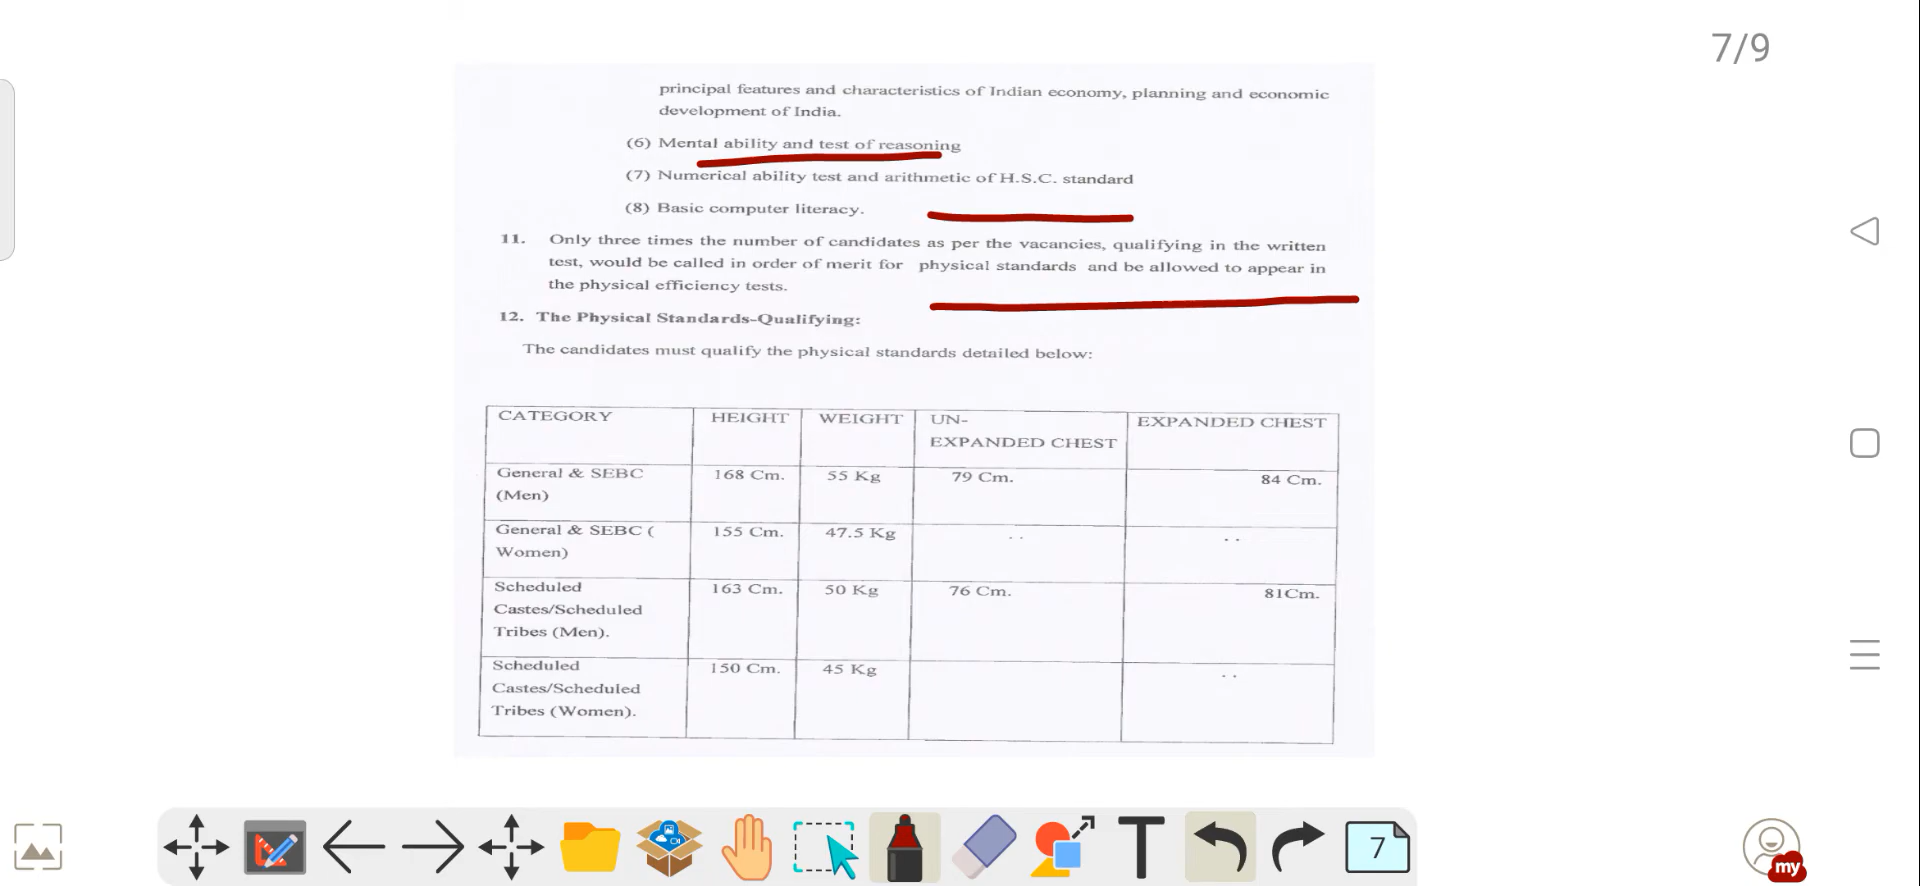 7/9
principal features and characteristics of Indian economy, planning and economic
development of India.
(6) Mental ability and test of reasoning
(7) Numerical ability test and arithmetic of H.S.C. standard
(8) Basic computer literacy.
11. Only three times the number of candidates as per the vacancies, qualifying in the written
test, would be called in order of merit for physical standards and be allowed to appear in
the physical efficiency tests.
12. The Physical Standards-Qualifying:
The candidates must qualify the physical standards detailed below:
CATEGORY HEIGHT WEIGHT UN- EXPANDED CHEST
EXPANDED CHEST
General & SEBC 168 Cm. 55 Kg 79 Cm. 84 Cm.
(Men)
General & SEBC ( 155 Cm. 47.5 Kg .. ..
Women)
Scheduled 163 Cm. 50 Kg 76 Cm. 81Cm.
Castes/Scheduled
Tribes (Men).
Scheduled 150 Cm. 45 Kg ..
Castes/Scheduled
Tribes (Women).
T
7
my